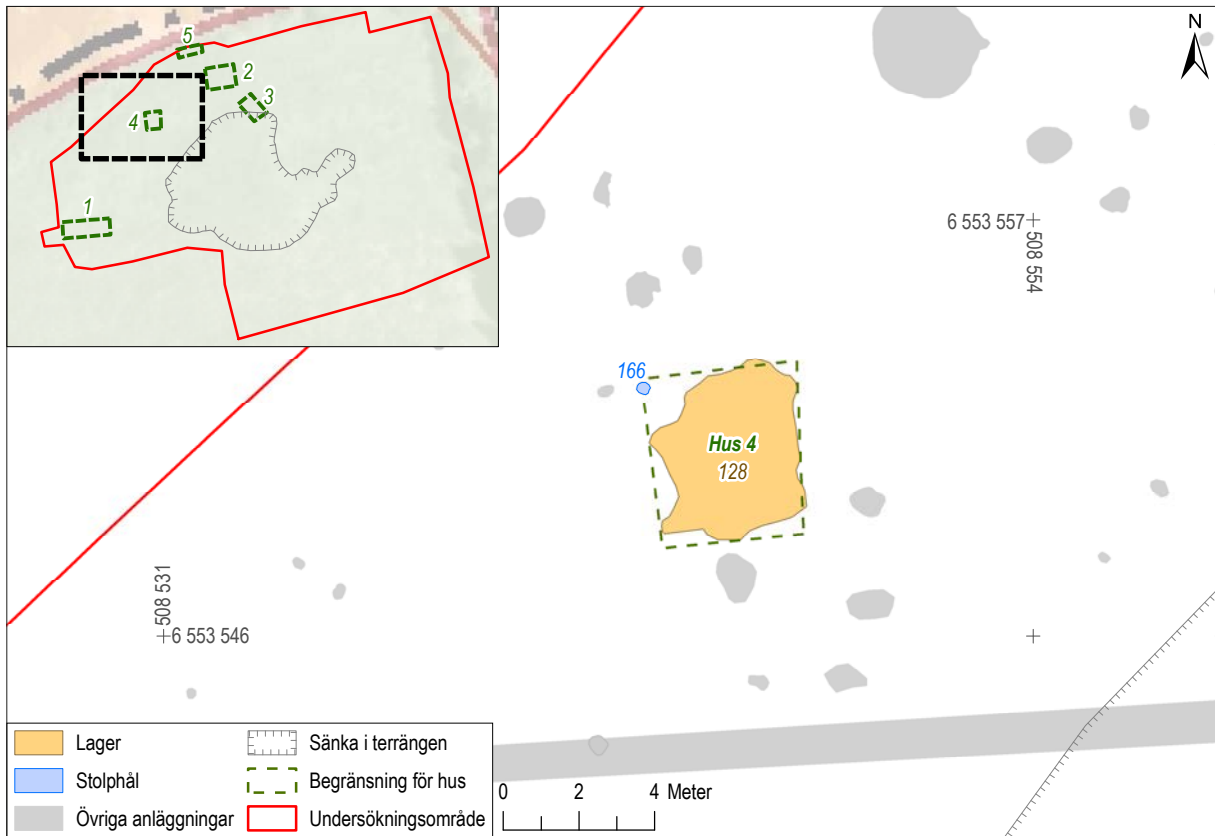 5
2
3
4
1
N
6 553 557
508 554
166
Hus 4
128
508 531
6 553 546
Lager
Sänka i terrängen
Stolphål
Begränsning för hus
Övriga anläggningar
Undersökningsområde
0 2 4 Meter